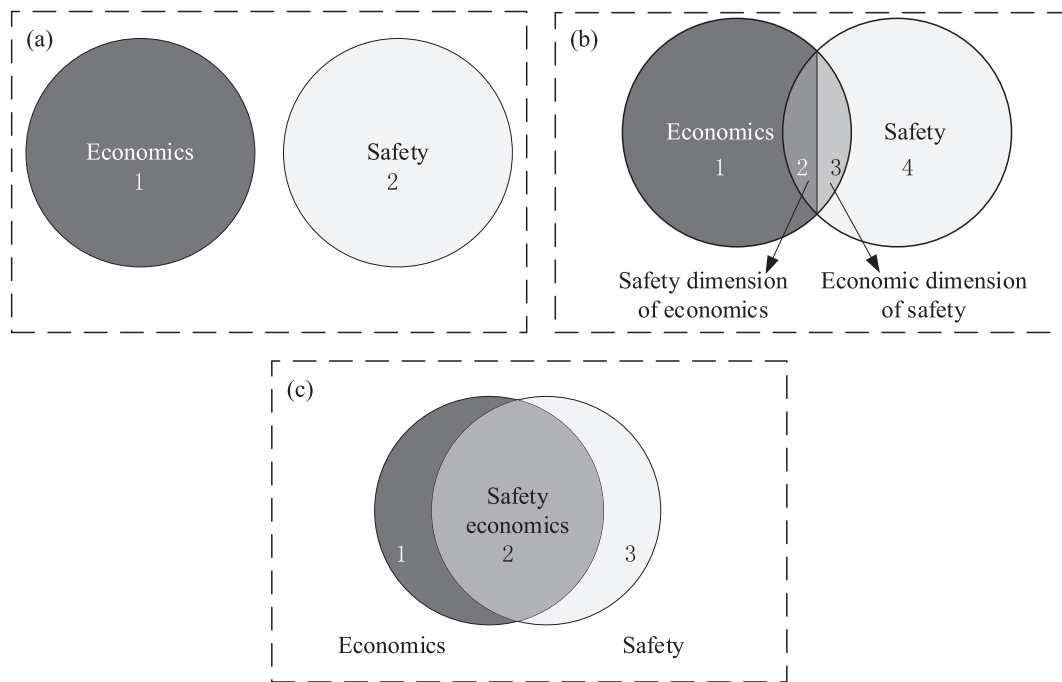 (a)
Economics
1
Safety
2
(b)
Economics
1
2
3
Safety
4
Safety dimension
of economics
Economic dimension
of safety
(c)
Safety
economics
1
2
3
Economics
Safety